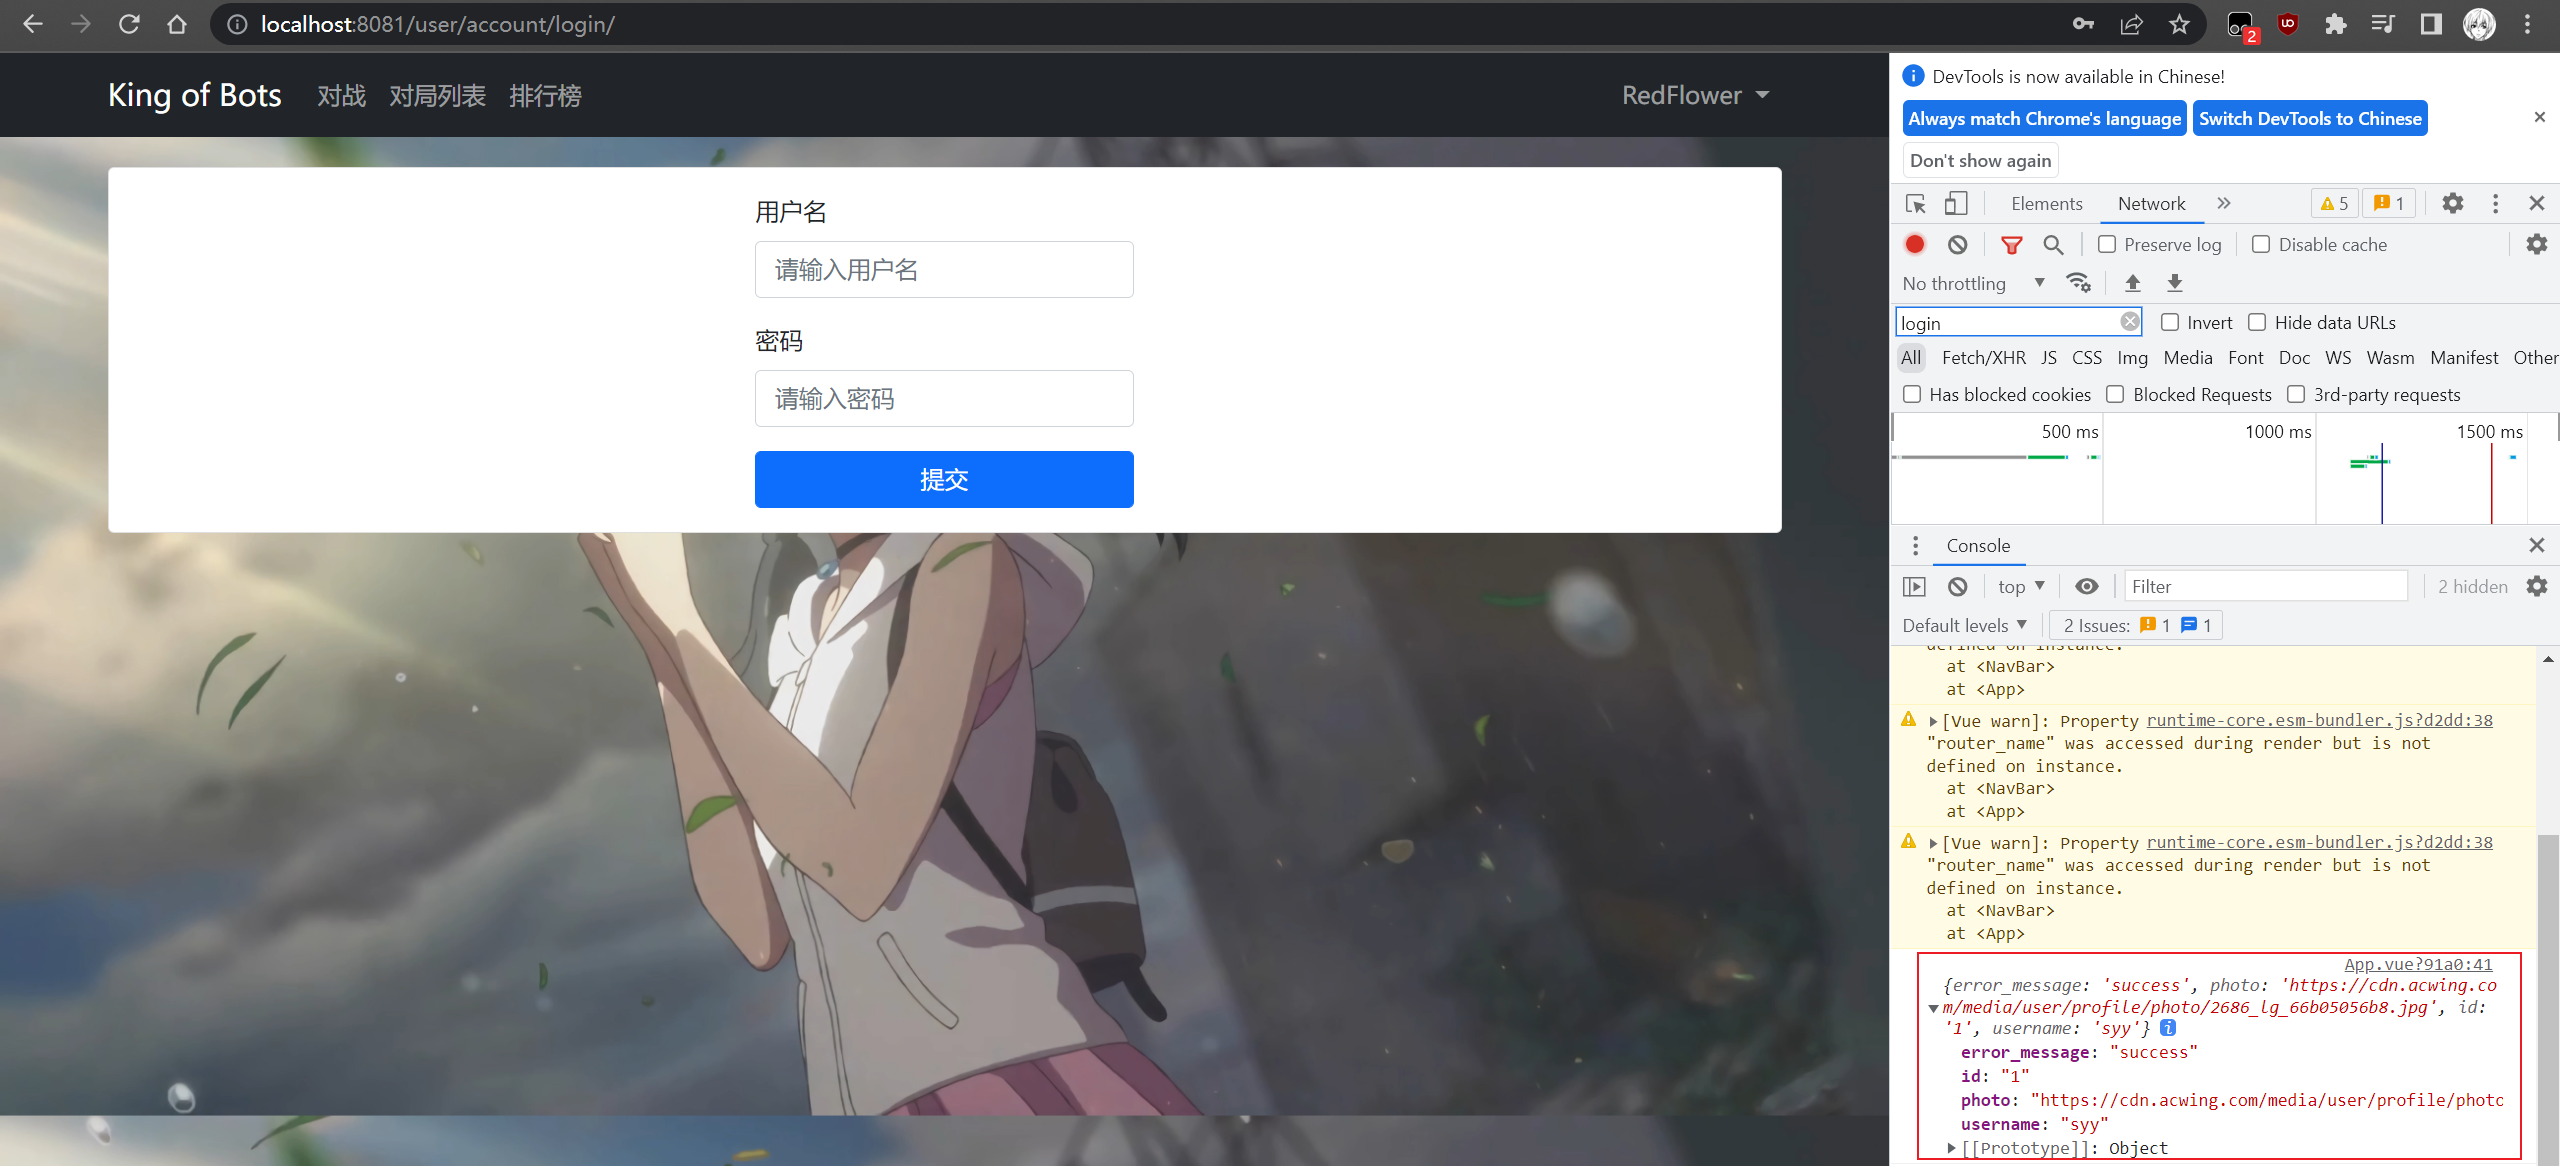 localhost:8081/user/account/login/
2
King of Bots 对战 对局列表 排行榜 RedFlower
用户名
请输入用户名
密码
请输入密码
提交
DevTools is now available in Chinese!
Always match Chrome's language Switch DevTools to Chinese
Don't show again
Elements Network 5 1
Preserve log Disable cache
No throttling
login Invert Hide data URLs
All Fetch/XHR JS CSS Img Media Font Doc WS Wasm Manifest Other
Has blocked cookies Blocked Requests 3rd-party requests
500 ms 1000 ms 1500 ms
Console
top Filter 2 hidden
Default levels 2 Issues: 1 1
defined on instance.
at <NavBar>
at <App>
[Vue warn]: Property runtime-core.esm-bundler.js?d2dd:38
"router_name" was accessed during render but is not
defined on instance.
at <NavBar>
at <App>
[Vue warn]: Property runtime-core.esm-bundler.js?d2dd:38
"router_name" was accessed during render but is not
defined on instance.
at <NavBar>
at <App>
App.vue?91a0:41
{error_message: 'success', photo: 'https://cdn.acwing.co
m/media/user/profile/photo/2686_lg_66b05056b8.jpg', id:
'1', username: 'syy'}
error_message: "success"
id: "1"
photo: "https://cdn.acwing.com/media/user/profile/photo
username: "syy"
[[Prototype]]: Object